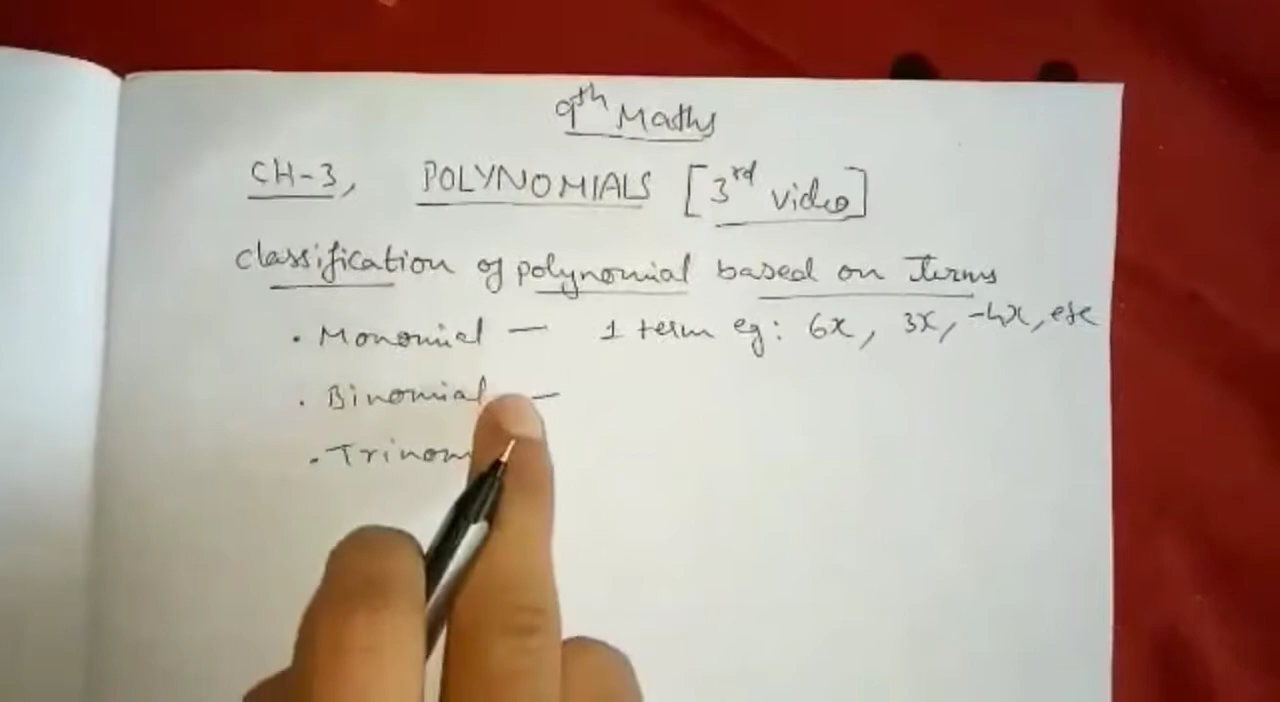 9th Maths
CH-3, POLYNOMIALS [3rd video]
classification of polynomial based on Terms
. Monomial — 1 term eg: 6x, 3x, -4x, etc
. Binomial —
. Trinom